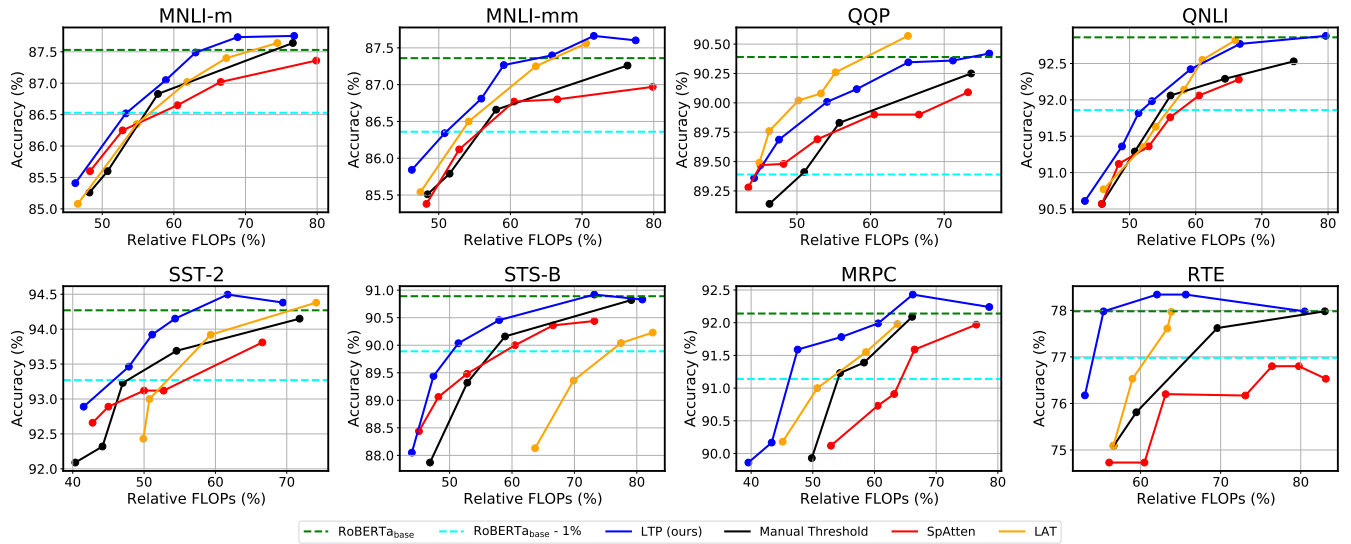 MNLI-m
MNLI-mm
QQP
QNLI
Accuracy (%)
87.5
87.0
86.5
86.0
85.5
85.0
50 60 70 80
Relative FLOPs (%)
Accuracy (%)
87.5
87.0
86.5
86.0
85.5
50 60 70 80
Relative FLOPs (%)
Accuracy (%)
90.50
90.25
90.00
89.75
89.50
89.25
50 60 70
Relative FLOPs (%)
Accuracy (%)
92.5
92.0
91.5
91.0
90.5
50 60 70 80
Relative FLOPs (%)
SST-2
STS-B
MRPC
RTE
Accuracy (%)
94.5
94.0
93.5
93.0
92.5
92.0
40 50 60 70
Relative FLOPs (%)
Accuracy (%)
91.0
90.5
90.0
89.5
89.0
88.5
88.0
50 60 70 80
Relative FLOPs (%)
Accuracy (%)
92.5
92.0
91.5
91.0
90.5
90.0
40 50 60 70 80
Relative FLOPs (%)
Accuracy (%)
78
77
76
75
60 70 80
Relative FLOPs (%)
RoBERTa base RoBERTa base - 1% LTP (ours) Manual Threshold SpAtten LAT